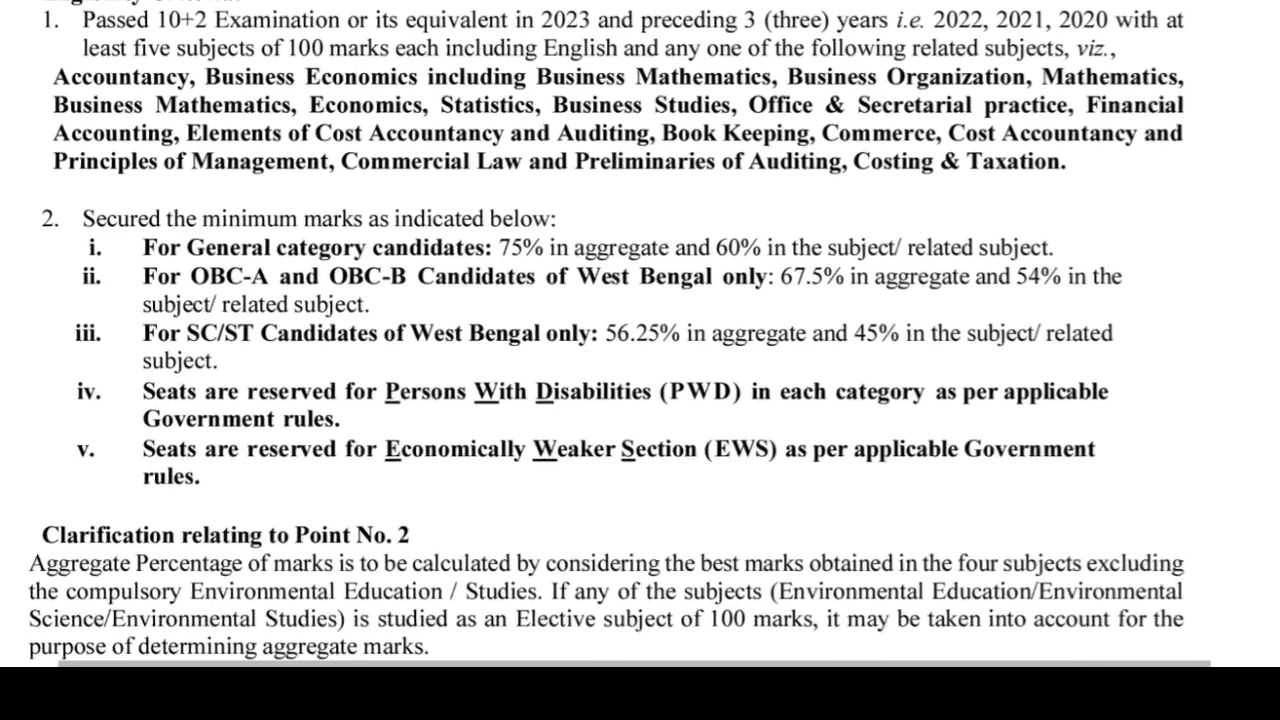 1. Passed 10+2 Examination or its equivalent in 2023 and preceding 3 (three) years i.e. 2022, 2021, 2020 with at
least five subjects of 100 marks each including English and any one of the following related subjects, viz.,
Accountancy, Business Economics including Business Mathematics, Business Organization, Mathematics,
Business Mathematics, Economics, Statistics, Business Studies, Office & Secretarial practice, Financial
Accounting, Elements of Cost Accountancy and Auditing, Book Keeping, Commerce, Cost Accountancy and
Principles of Management, Commercial Law and Preliminaries of Auditing, Costing & Taxation.
2. Secured the minimum marks as indicated below:
i. For General category candidates: 75% in aggregate and 60% in the subject/ related subject.
ii. For OBC-A and OBC-B Candidates of West Bengal only: 67.5% in aggregate and 54% in the
subject/ related subject.
iii. For SC/ST Candidates of West Bengal only: 56.25% in aggregate and 45% in the subject/ related
subject.
iv. Seats are reserved for Persons With Disabilities (PWD) in each category as per applicable
Government rules.
v. Seats are reserved for Economically Weaker Section (EWS) as per applicable Government
rules.
Clarification relating to Point No. 2
Aggregate Percentage of marks is to be calculated by considering the best marks obtained in the four subjects excluding
the compulsory Environmental Education / Studies. If any of the subjects (Environmental Education/Environmental
Science/Environmental Studies) is studied as an Elective subject of 100 marks, it may be taken into account for the
purpose of determining aggregate marks.